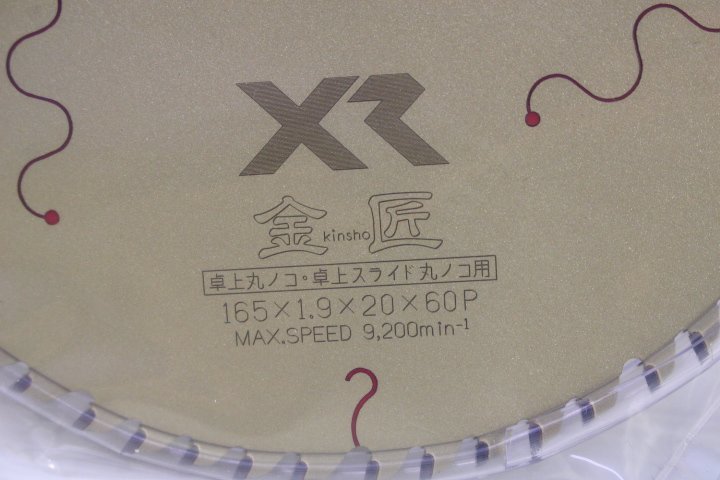 XR
金匠
kinsho
卓上丸ノコ・卓上スライド丸ノコ用
165×1.9×20×60P
MAX.SPEED 9,200min⁻¹